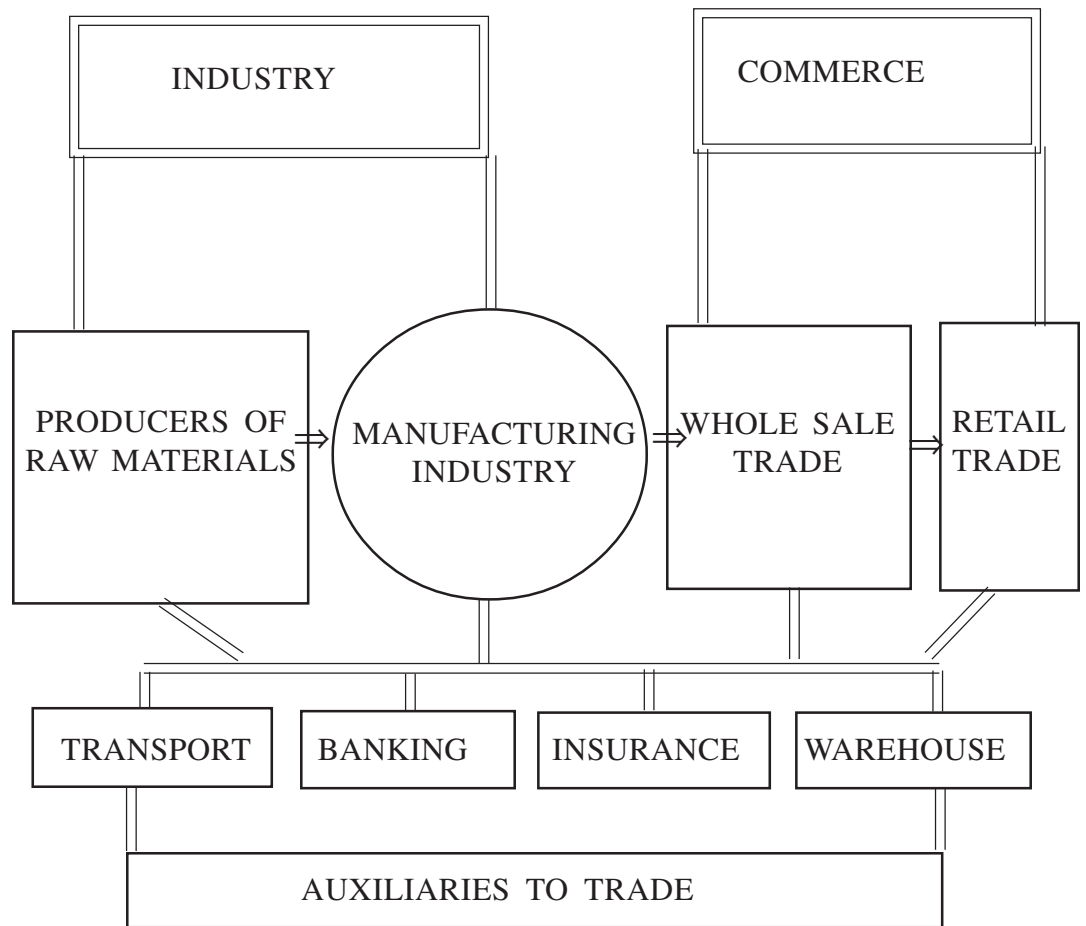 INDUSTRY
COMMERCE
PRODUCERS OF
RAW MATERIALS
MANUFACTURING
INDUSTRY
WHOLE SALE
TRADE
RETAIL
TRADE
TRANSPORT
BANKING
INSURANCE
WAREHOUSE
AUXILIARIES TO TRADE